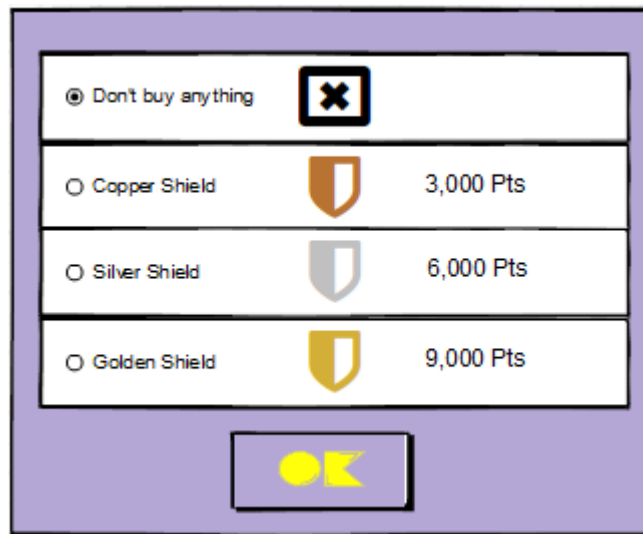 Don't buy anything
Copper Shield 3,000 Pts
Silver Shield 6,000 Pts
Golden Shield 9,000 Pts
OK